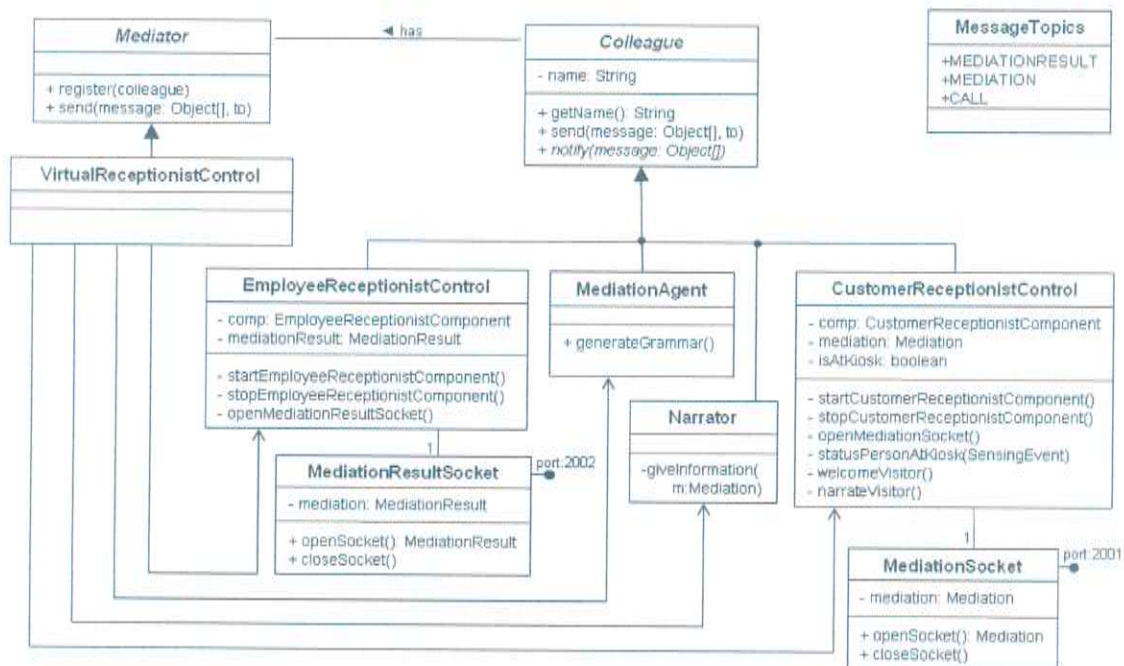 Mediator
+ register(colleague)
+ send(message: Object[], to)
◄ has
Colleague
- name: String
+ getName(): String
+ send(message: Object[], to)
+ notify(message: Object[])
MessageTopics
+MEDIATIONRESULT
+MEDIATION
+CALL
VirtualReceptionistControl
EmployeeReceptionistControl
- comp: EmployeeReceptionistComponent
- mediationResult: MediationResult
- startEmployeeReceptionistComponent()
- stopEmployeeReceptionistComponent()
- openMediationResultSocket()
MediationAgent
+ generateGrammar()
CustomerReceptionistControl
- comp: CustomerReceptionistComponent
- mediation: Mediation
- isAtKiosk: boolean
- startCustomerReceptionistComponent()
- stopCustomerReceptionistComponent()
- openMediationSocket()
- statusPersonAtKiosk(SensingEvent)
- welcomeVisitor()
- narrateVisitor()
Narrator
-giveInformation(
m:Mediation)
1
MediationResultSocket
- mediation: MediationResult
+ openSocket(): MediationResult
+ closeSocket()
port:2002
1
MediationSocket
- mediation: Mediation
+ openSocket(): Mediation
+ closeSocket()
port:2001